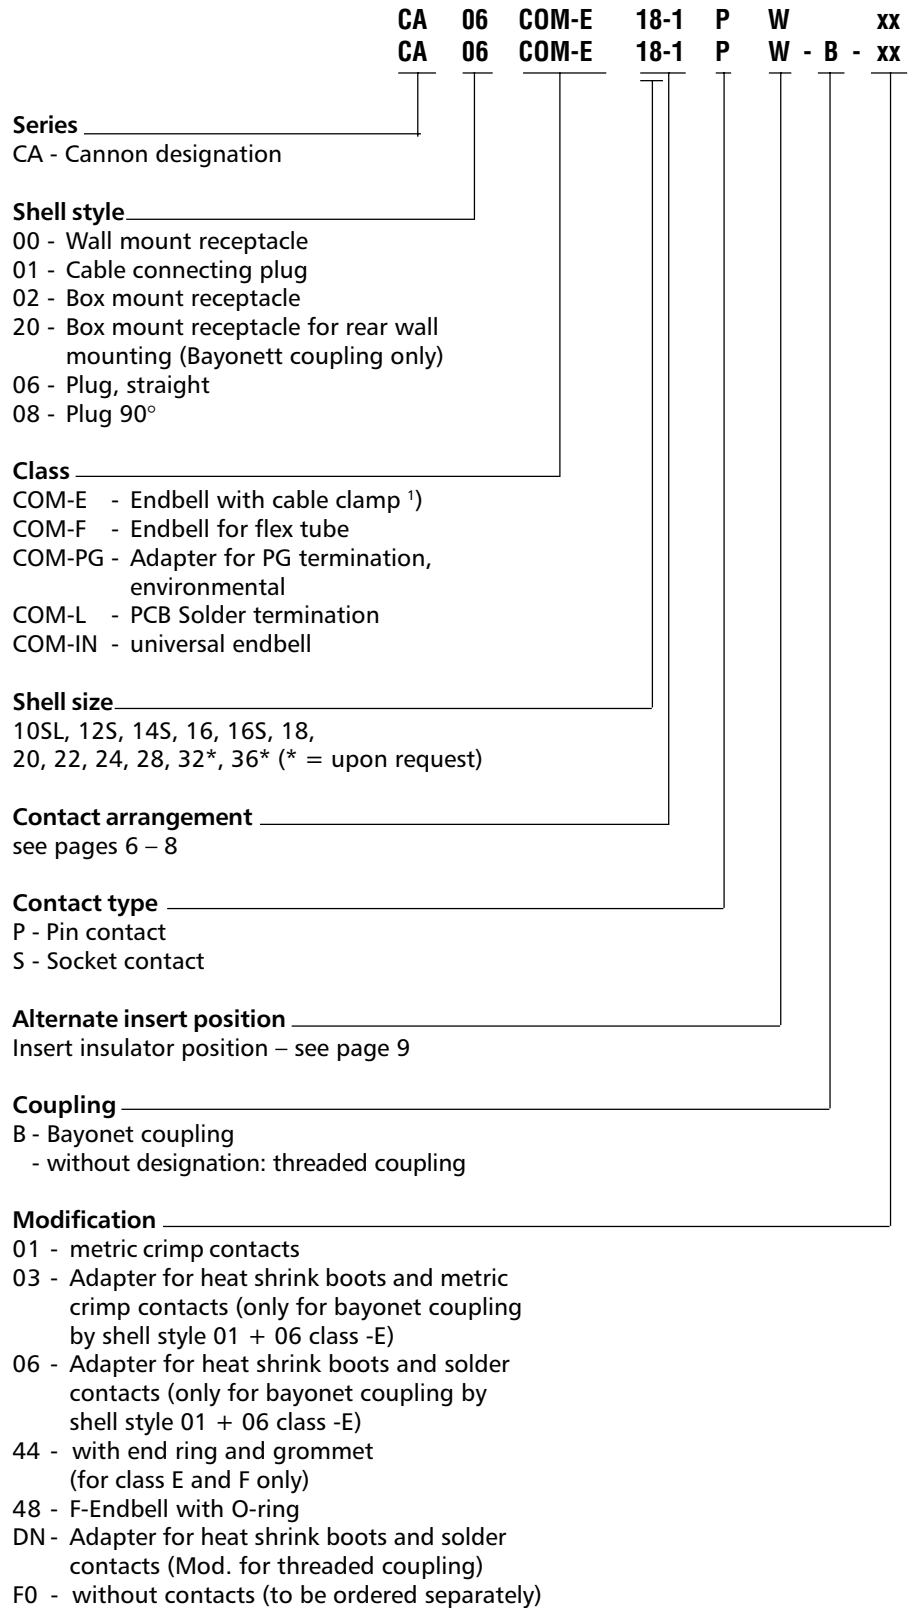 CA 06 COM-E 18-1 P W xx
CA 06 COM-E 18-1 P W - B - xx
Series
CA - Cannon designation
Shell style
00 - Wall mount receptacle
01 - Cable connecting plug
02 - Box mount receptacle
20 - Box mount receptacle for rear wall
mounting (Bayonett coupling only)
06 - Plug, straight
08 - Plug 90°
Class
COM-E - Endbell with cable clamp ¹)
COM-F - Endbell for flex tube
COM-PG - Adapter for PG termination,
environmental
COM-L - PCB Solder termination
COM-IN - universal endbell
Shell size
10SL, 12S, 14S, 16, 16S, 18,
20, 22, 24, 28, 32*, 36* (* = upon request)
Contact arrangement
see pages 6 – 8
Contact type
P - Pin contact
S - Socket contact
Alternate insert position
Insert insulator position – see page 9
Coupling
B - Bayonet coupling
- without designation: threaded coupling
Modification
01 - metric crimp contacts
03 - Adapter for heat shrink boots and metric
crimp contacts (only for bayonet coupling
by shell style 01 + 06 class -E)
06 - Adapter for heat shrink boots and solder
contacts (only for bayonet coupling by
shell style 01 + 06 class -E)
44 - with end ring and grommet
(for class E and F only)
48 - F-Endbell with O-ring
DN - Adapter for heat shrink boots and solder
contacts (Mod. for threaded coupling)
F0 - without contacts (to be ordered separately)